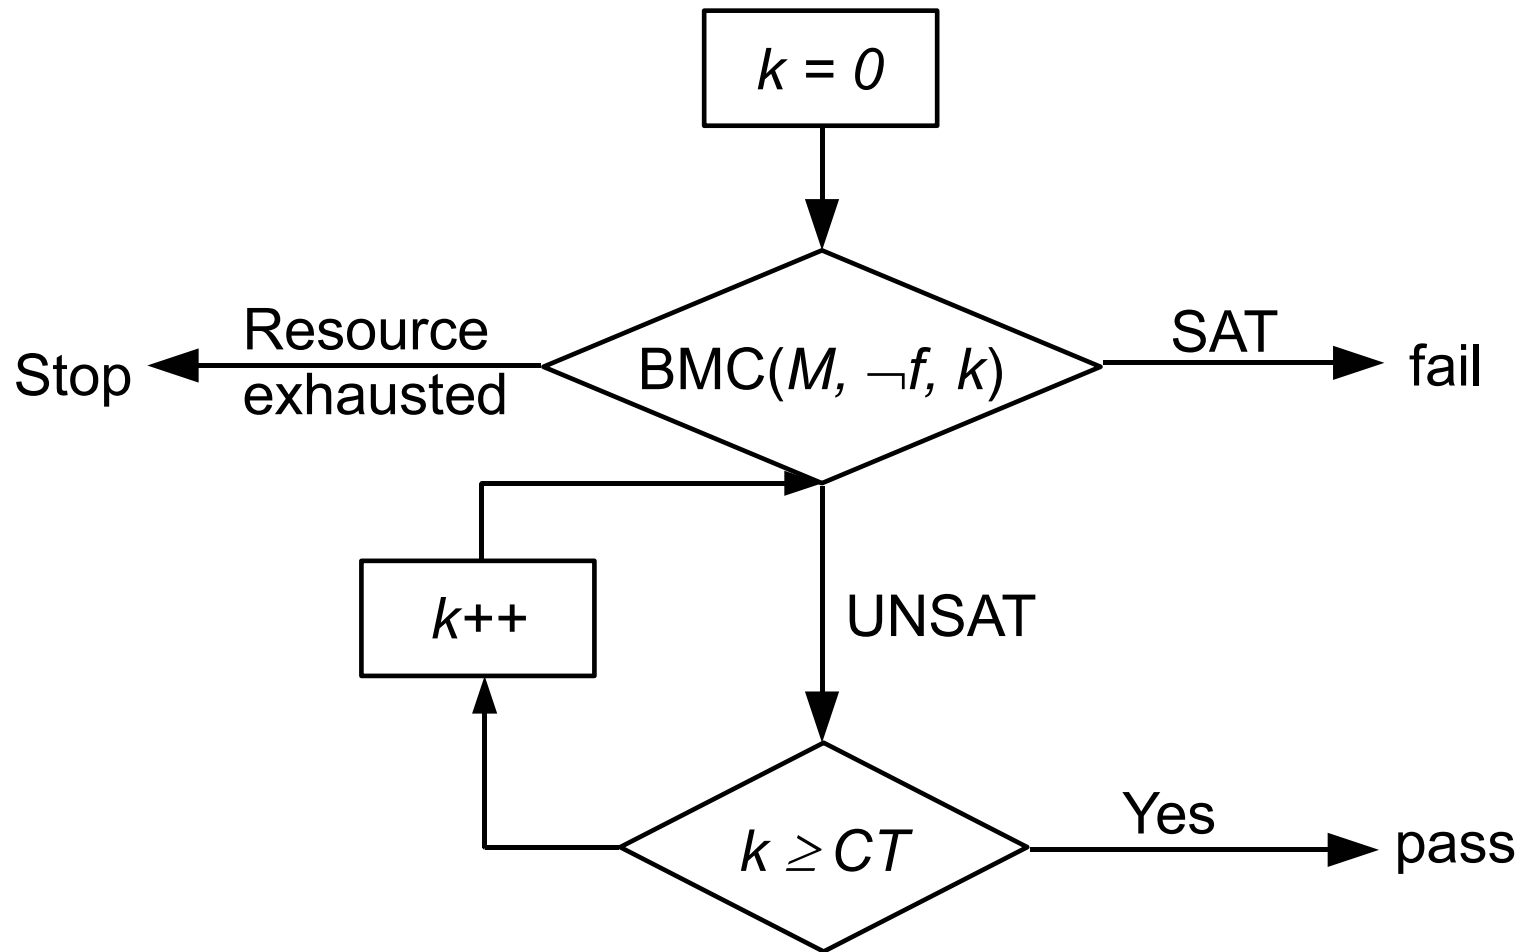 k = 0
Resource
exhausted
Stop
BMC(M, ¬f, k)
SAT
fail
k++
UNSAT
k ≥ CT
Yes
pass